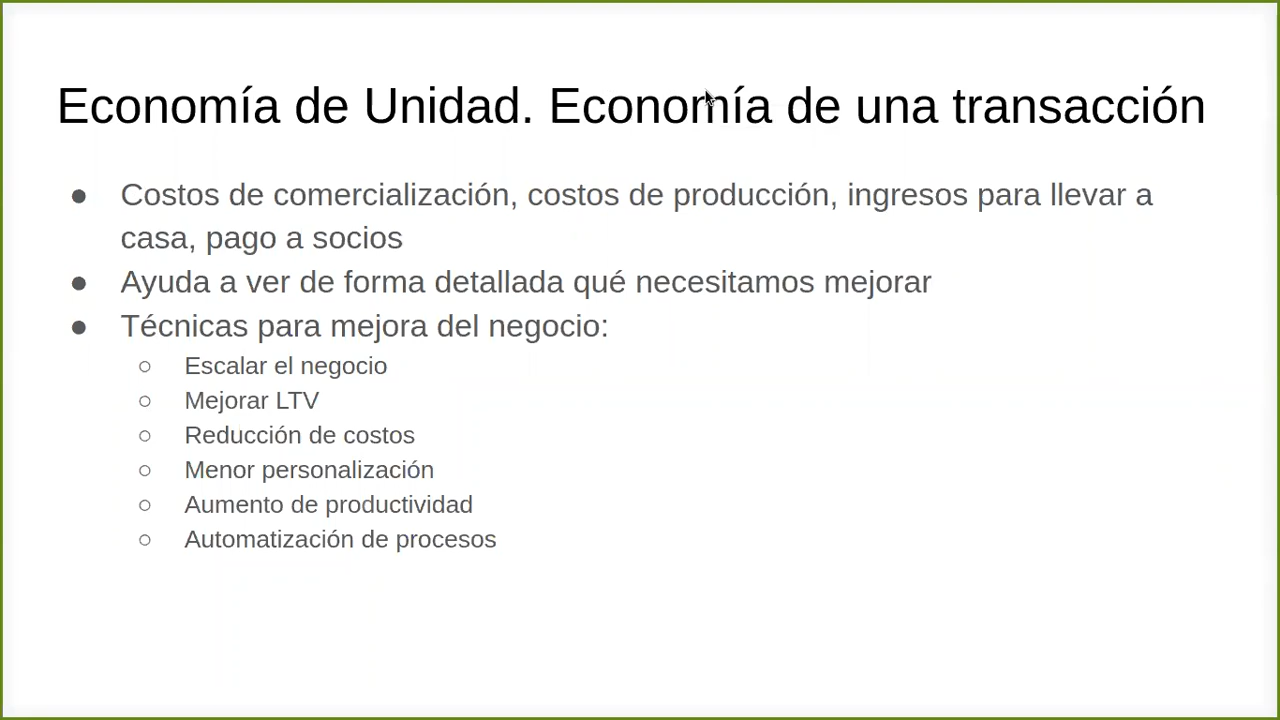 Economía de Unidad. Economía de una transacción
● Costos de comercialización, costos de producción, ingresos para llevar a
casa, pago a socios
● Ayuda a ver de forma detallada qué necesitamos mejorar
● Técnicas para mejora del negocio:
○ Escalar el negocio
○ Mejorar LTV
○ Reducción de costos
○ Menor personalización
○ Aumento de productividad
○ Automatización de procesos